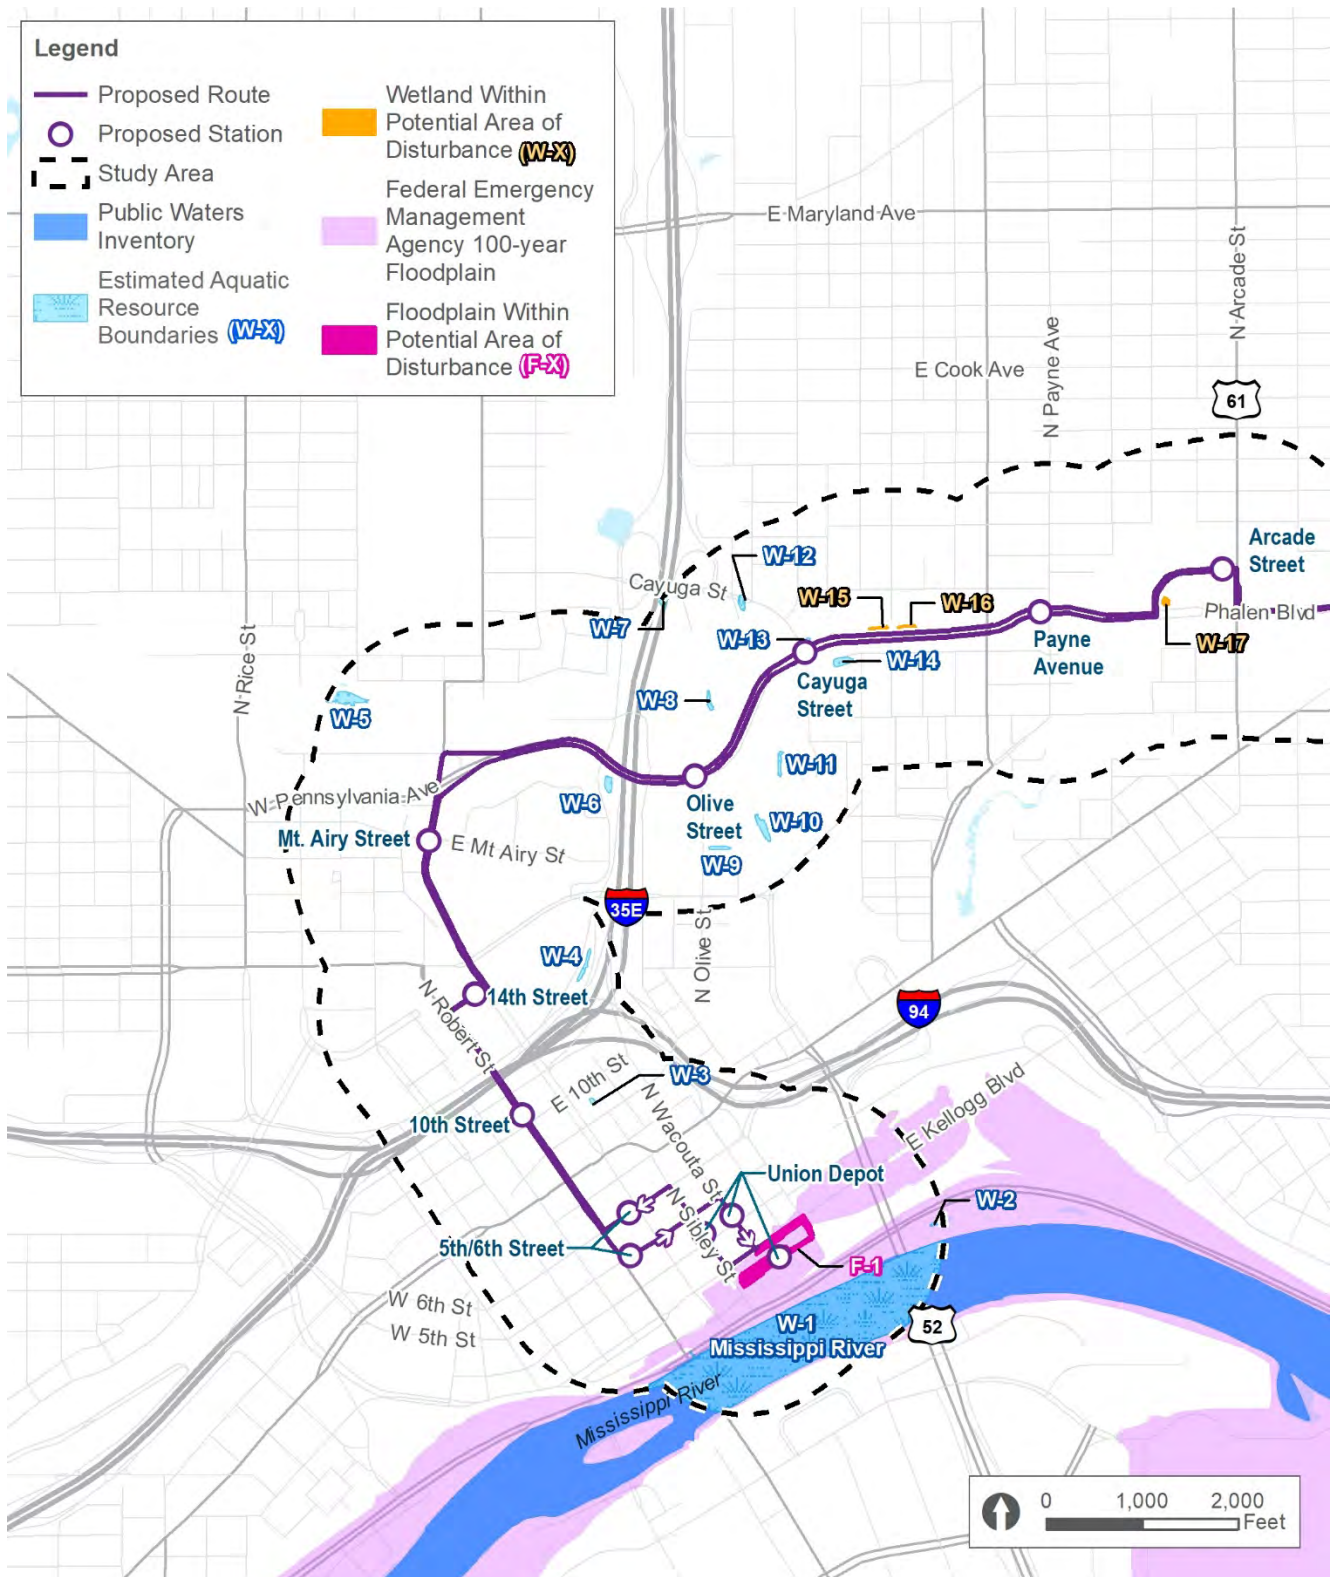 Legend
Proposed Route
Proposed Station
Study Area
Public Waters
Inventory
Estimated Aquatic
Resource
Boundaries (W-X)
Wetland Within
Potential Area of
Disturbance (W-X)
Federal Emergency
Management
Agency 100-year
Floodplain
Floodplain Within
Potential Area of
Disturbance (F-X)
E Maryland Ave
N Arcade St
N Payne Ave
E Cook Ave
61
Arcade
Street
W-12
Cayuga St
W-15
W-16
Phalen Blvd
W-7
W-13
Payne
Avenue
W-17
W-14
N Rice St
Cayuga
Street
W-8
W-5
W-11
W Pennsylvania Ave
W-6
Olive
Street
W-10
Mt. Airy Street
E Mt Airy St
W-9
35E
N Olive St
W-4
14th Street
94
N Robert St
W-3
E 10th St
N Wacouta St
E Kellogg Blvd
10th Street
Union Depot
N Sibley St
W-2
5th/6th Street
F-1
W 6th St
W 5th St
W-1
Mississippi River
52
Mississippi River
0 1,000 2,000
Feet